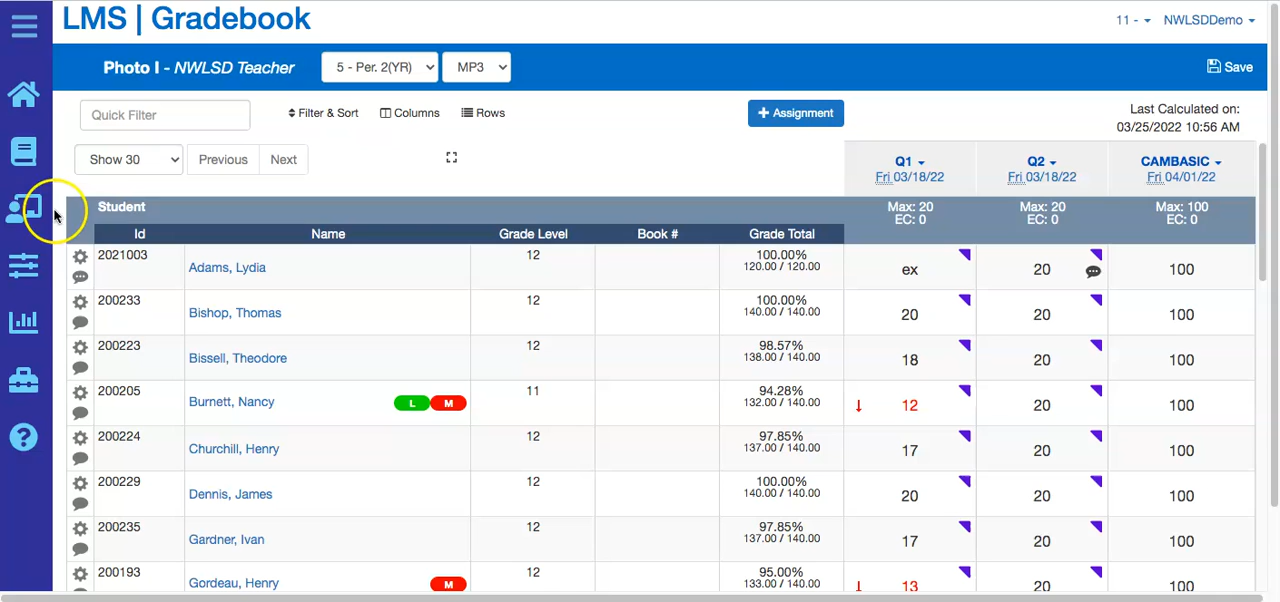 LMS | Gradebook
11 - NWLSDDemo
Photo I - NWLSD Teacher 5 - Per. 2(YR) MP3 Save
Quick Filter Filter & Sort Columns Rows + Assignment Last Calculated on:
03/25/2022 10:56 AM
Show 30 Previous Next
Q1 Q2 CAMBASIC
Fri 03/18/22 Fri 03/18/22 Fri 04/01/22
Student Max: 20 Max: 20 Max: 100
EC: 0 EC: 0 EC: 0
Id Name Grade Level Book # Grade Total
2021003 Adams, Lydia 12 100.00% ex 20 100
120.00 / 120.00
200233 Bishop, Thomas 12 100.00% 20 20 100
140.00 / 140.00
200223 Bissell, Theodore 12 98.57% 18 20 100
138.00 / 140.00
200205 Burnett, Nancy L M 11 94.28% 12 20 100
132.00 / 140.00
200224 Churchill, Henry 12 97.85% 17 20 100
137.00 / 140.00
200229 Dennis, James 12 100.00% 20 20 100
140.00 / 140.00
200235 Gardner, Ivan 12 97.85% 17 20 100
137.00 / 140.00
200193 Gordeau, Henry M 12 95.00% 13 20 100
133.00 / 140.00